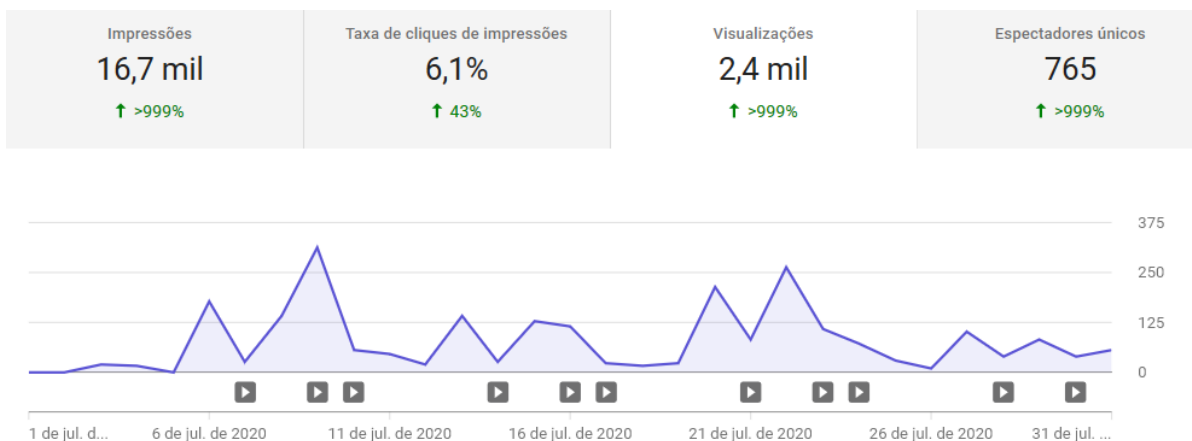 Impressões Taxa de cliques de impressões Visualizações Espectadores únicos
16,7 mil 6,1% 2,4 mil 765
>999% 43% >999% >999%
375
250
125
0
1 de jul. d... 6 de jul. de 2020 11 de jul. de 2020 16 de jul. de 2020 21 de jul. de 2020 26 de jul. de 2020 31 de jul. ...